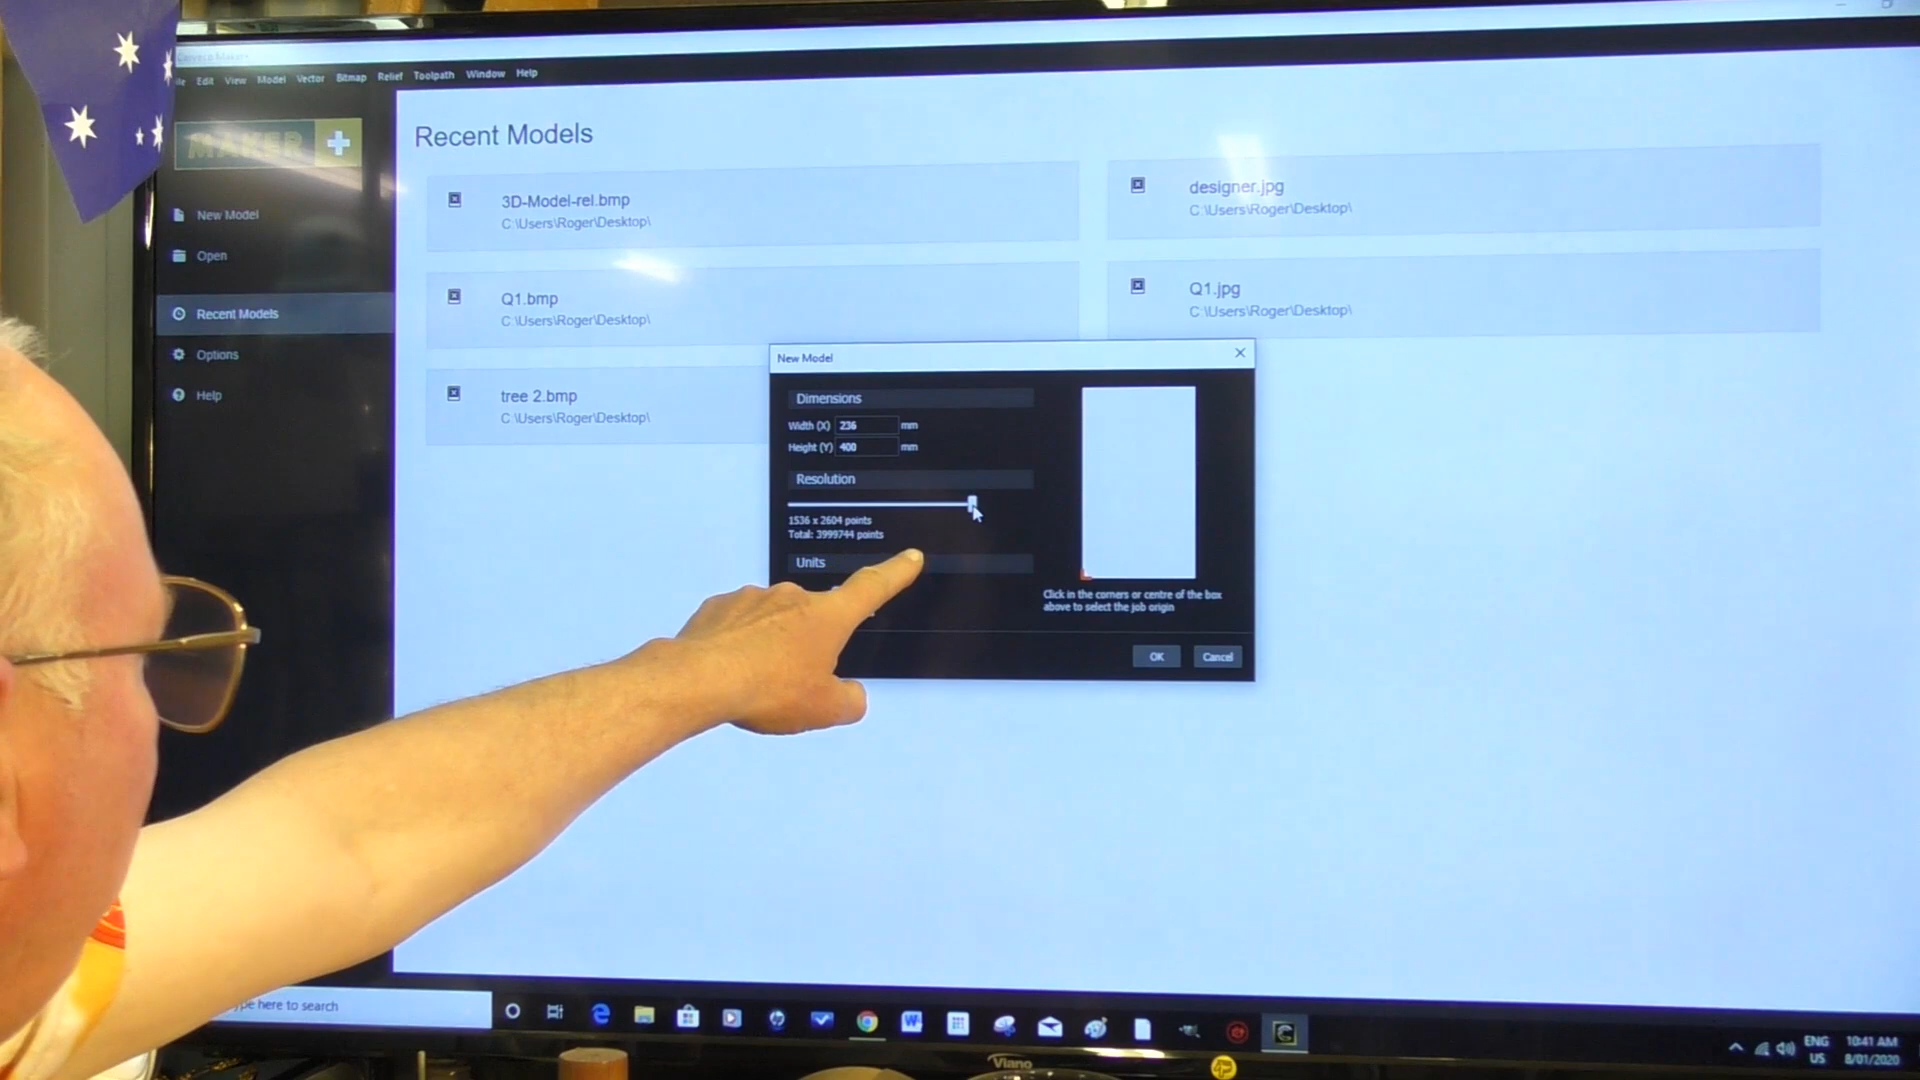 Carveco Maker+
Edit View Model Vector Bitmap Relief Toolpath Window Help
MAKER +
New Model
Open
Recent Models
Options
Help
Recent Models
3D-Model-rel.bmp
C:\Users\Roger\Desktop\
designer.jpg
C:\Users\Roger\Desktop\
Q1.bmp
C:\Users\Roger\Desktop\
Q1.jpg
C:\Users\Roger\Desktop\
tree 2.bmp
C:\Users\Roger\Desktop\
New Model
Dimensions
Width (X) 236 mm
Height (Y) 400 mm
Resolution
1536 x 2604 points
Total: 3999744 points
Units
Click in the corners or centre of the box
above to select the job origin
OK Cancel
here to search
ENG
US
10:41 AM
8/01/2020
Viano